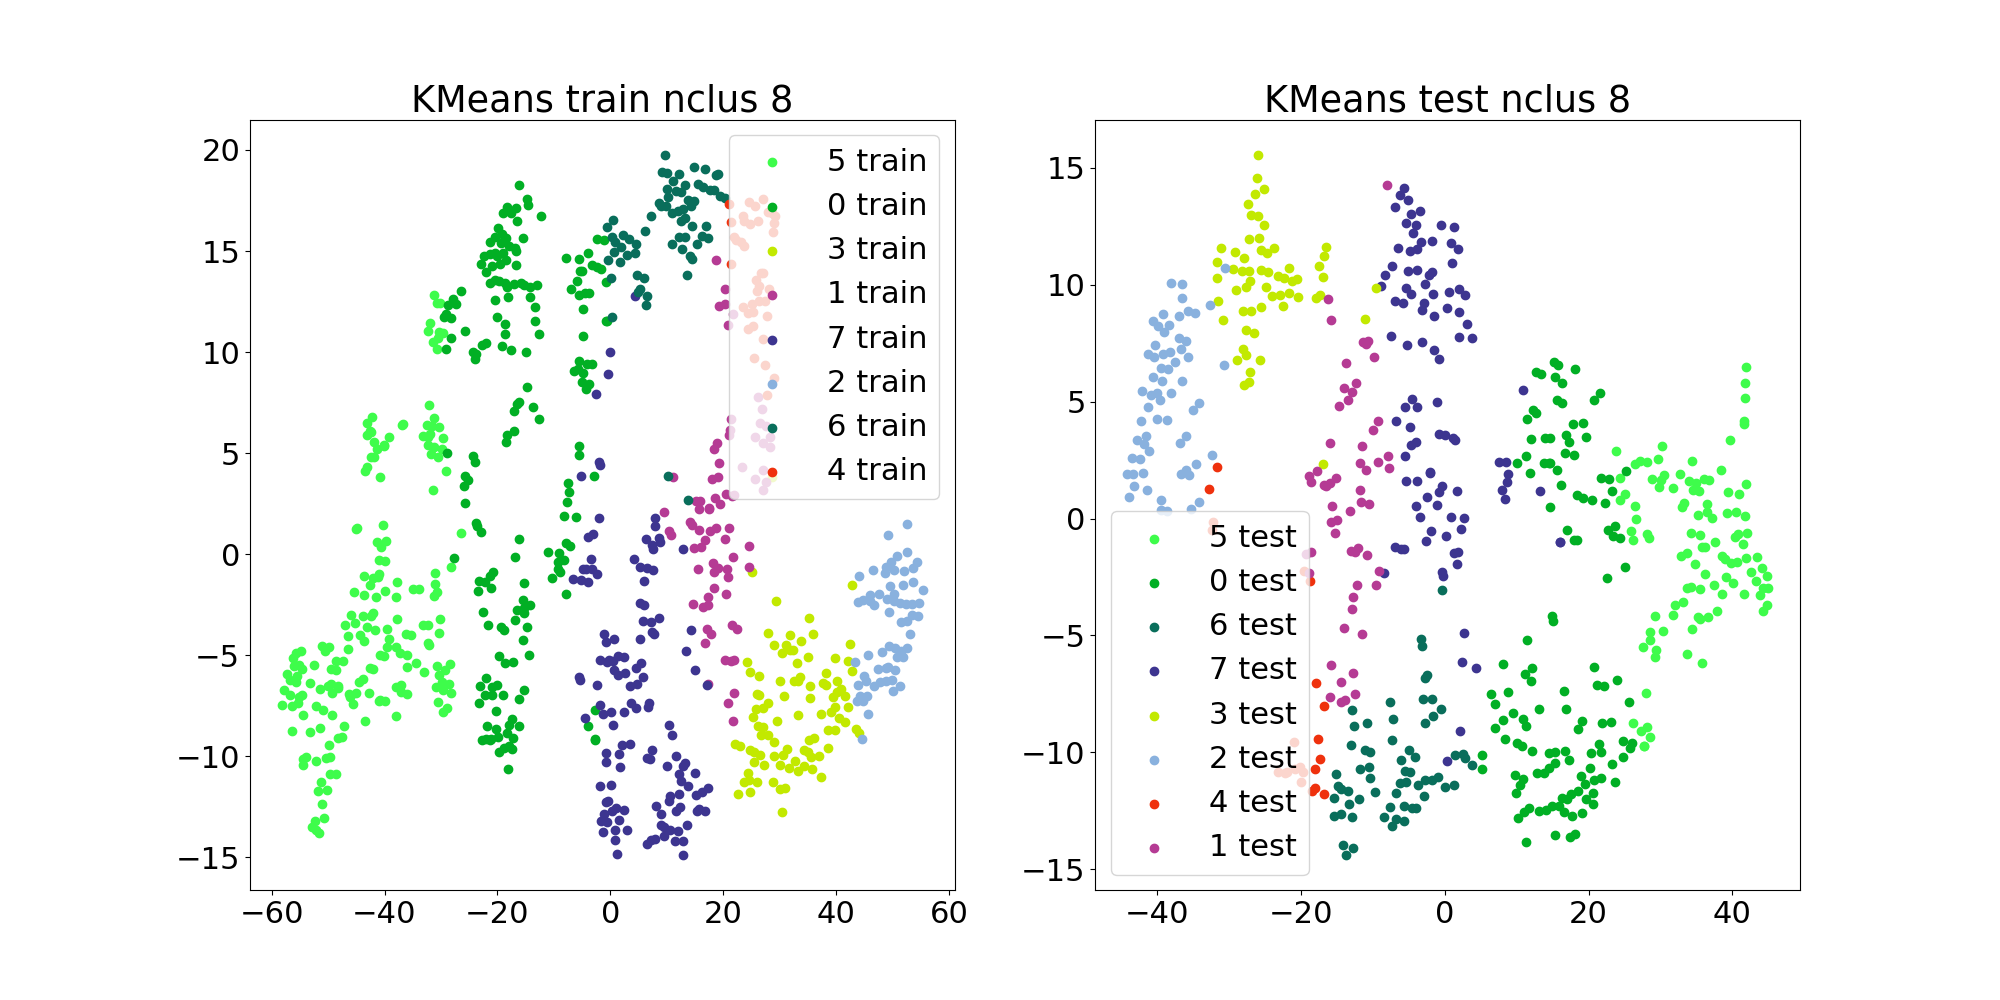 KMeans train nclus 8
20
15
10
5
0
−5
−10
−15
−60 −40 −20 0 20 40 60
5 train
0 train
3 train
1 train
7 train
2 train
6 train
4 train
KMeans test nclus 8
15
10
5
0
−5
−10
−15
−40 −20 0 20 40
5 test
0 test
6 test
7 test
3 test
2 test
4 test
1 test